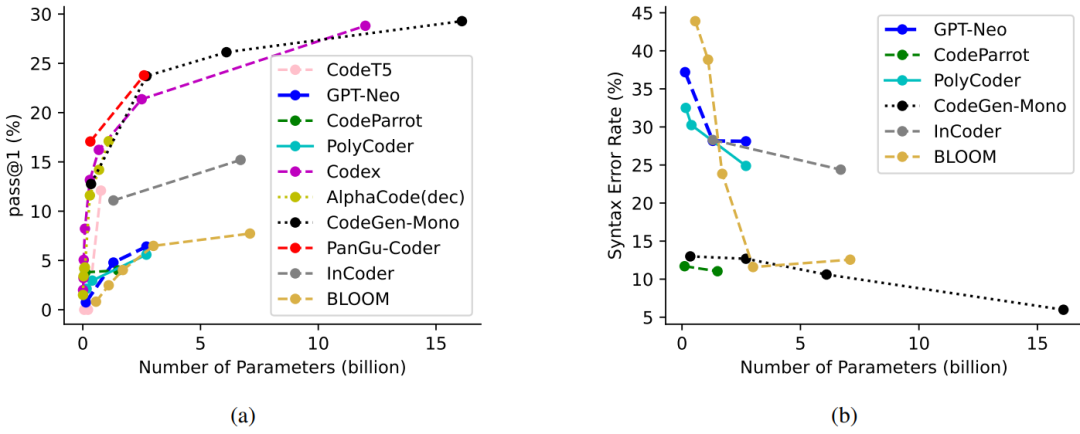 30
25
20
15
10
5
0
pass@1 (%)
0
5
10
15
Number of Parameters (billion)
CodeT5
GPT-Neo
CodeParrot
PolyCoder
Codex
AlphaCode(dec)
CodeGen-Mono
PanGu-Coder
InCoder
BLOOM
(a)
45
40
35
30
25
20
15
10
5
Syntax Error Rate (%)
0
5
10
15
Number of Parameters (billion)
GPT-Neo
CodeParrot
PolyCoder
CodeGen-Mono
InCoder
BLOOM
(b)